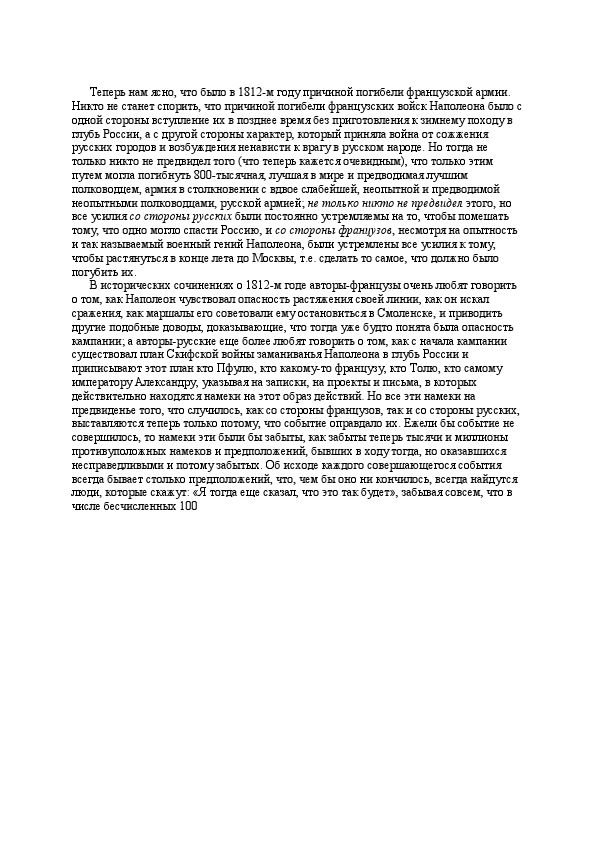 Теперь нам ясно, что было в 1812-м году причиной погибели французской армии.
Никто не станет спорить, что причиной погибели французских войск Наполеона было с
одной стороны вступление их в позднее время без приготовления к зимнему походу в
глубь России, а с другой стороны характер, который приняла война от сожжения
русских городов и возбуждения ненависти к врагу в русском народе. Но тогда не
только никто не предвидел того (что теперь кажется очевидным), что только этим
путем могла погибнуть 800-тысячная, лучшая в мире и предводимая лучшим
полководцем, армия в столкновении с вдвое слабейшей, неопытной и предводимой
неопытными полководцами, русской армией; не только никто не предвидел этого, но
все усилия со стороны русских были постоянно устремляемы на то, чтобы помешать
тому, что одно могло спасти Россию, и со стороны французов, несмотря на опытность
и так называемый военный гений Наполеона, были устремлены все усилия к тому,
чтобы растянуться в конце лета до Москвы, т.е. сделать то самое, что должно было
погубить их.
В исторических сочинениях о 1812-м годе авторы-французы очень любят говорить
о том, как Наполеон чувствовал опасность растяжения своей линии, как он искал
сражения, как маршалы его советовали ему остановиться в Смоленске, и приводить
другие подобные доводы, доказывающие, что тогда уже будто понята была опасность
кампании; а авторы-русские еще более любят говорить о том, как с начала кампании
существовал план Скифской войны заманиванья Наполеона в глубь России и
приписывают этот план кто Пфулю, кто какому-то французу, кто Толю, кто самому
императору Александру, указывая на записки, на проекты и письма, в которых
действительно находятся намеки на этот образ действий. Но все эти намеки на
предвиденье того, что случилось, как со стороны французов, так и со стороны русских,
выставляются теперь только потому, что событие оправдало их. Ежели бы событие не
совершилось, то намеки эти были бы забыты, как забыты теперь тысячи и миллионы
противуположных намеков и предположений, бывших в ходу тогда, но оказавшихся
несправедливыми и потому забытых. Об исходе каждого совершающегося события
всегда бывает столько предположений, что, чем бы оно ни кончилось, всегда найдутся
люди, которые скажут: «Я тогда еще сказал, что это так будет», забывая совсем, что в
числе бесчисленных 100